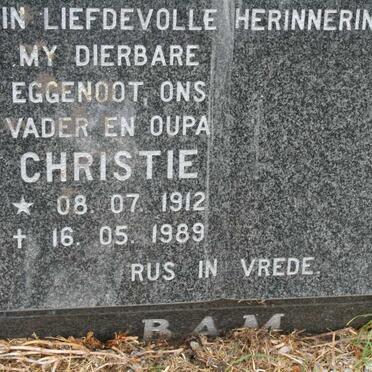 IN LIEFDEVOLLE HERINNERIN
MY DIERBARE
EGGENOOT, ONS
VADER EN OUPA
CHRISTIE
★ 08. 07. 1912
✝ 16. 05. 1989
RUS IN VREDE.
BAM